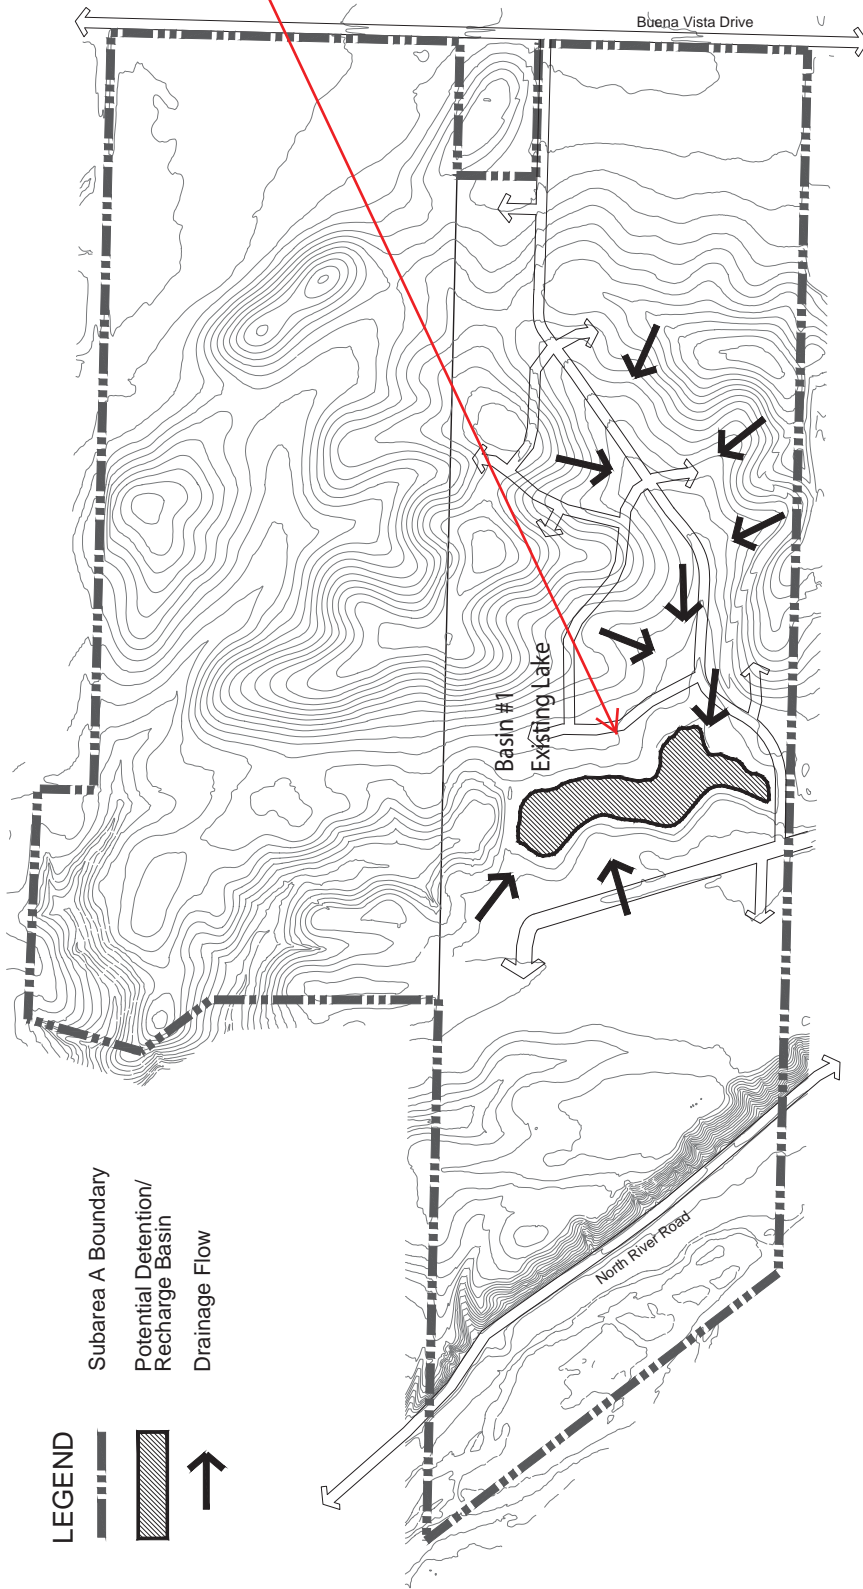 Buena Vista Drive
Basin #1
Existing Lake
North River Road
LEGEND
Subarea A Boundary
Potential Detention/
Recharge Basin
Drainage Flow